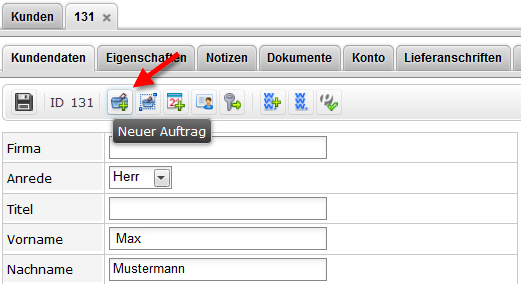 Kunden 131
Kundendaten Eigenschaften Notizen Dokumente Konto Lieferanschriften
ID 131
Neuer Auftrag
Firma
Anrede Herr
Titel
Vorname Max
Nachname Mustermann